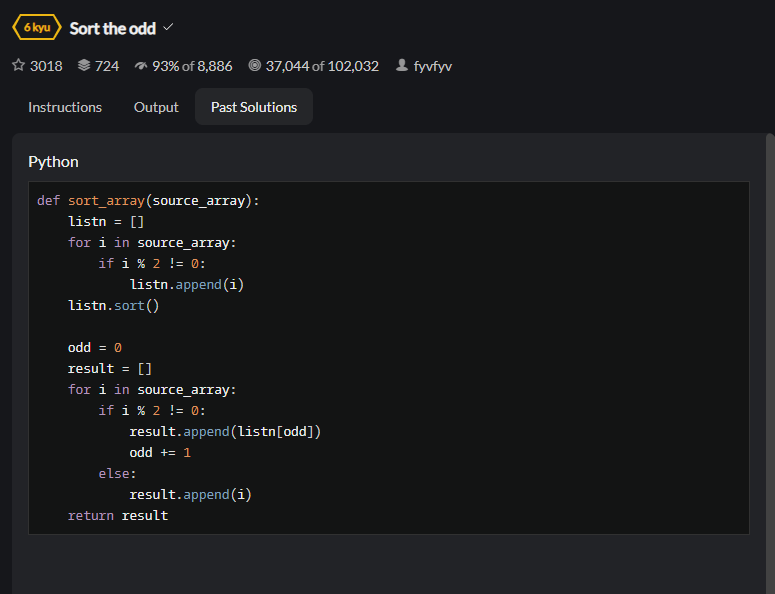 6 kyu Sort the odd
3018 724 93% of 8,886 37,044 of 102,032 fyvfyv
Instructions Output Past Solutions
Python
def sort_array(source_array):
    listn = []
    for i in source_array:
        if i % 2 != 0:
            listn.append(i)
    listn.sort()

    odd = 0
    result = []
    for i in source_array:
        if i % 2 != 0:
            result.append(listn[odd])
            odd += 1
        else:
            result.append(i)
    return result